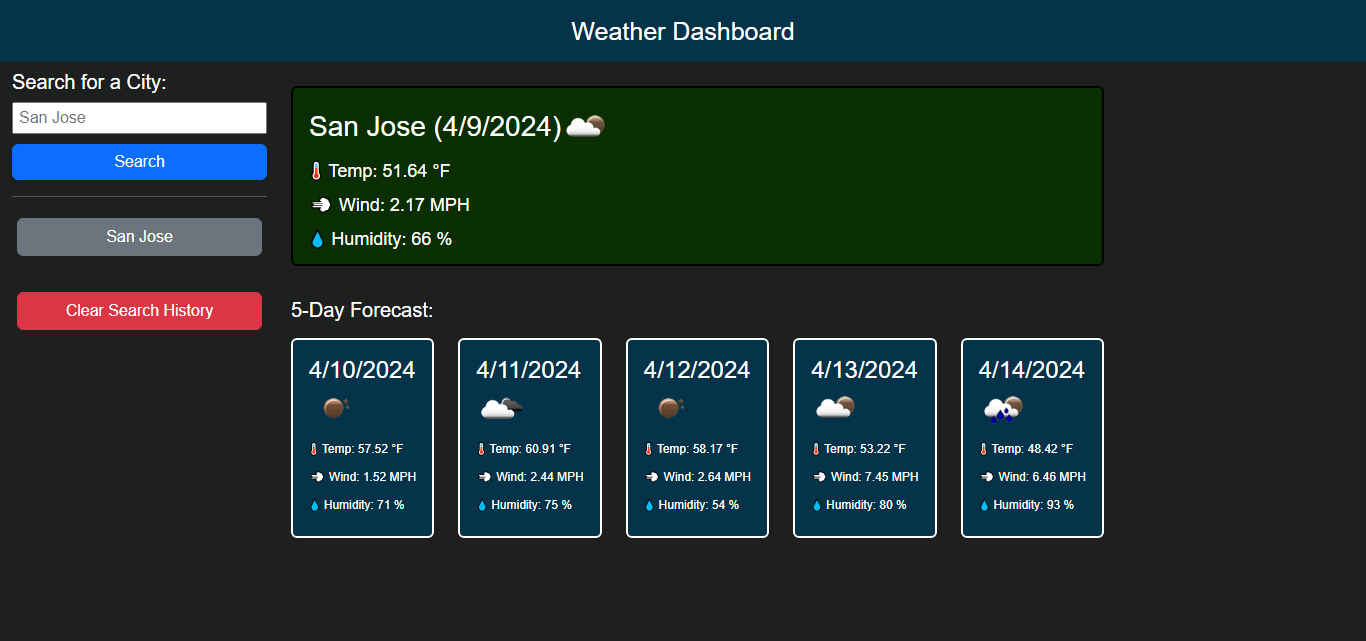 Weather Dashboard
Search for a City:
San Jose
Search
San Jose
Clear Search History
San Jose (4/9/2024)
Temp: 51.64 °F
Wind: 2.17 MPH
Humidity: 66 %
5-Day Forecast:
4/10/2024
Temp: 57.52 °F
Wind: 1.52 MPH
Humidity: 71 %
4/11/2024
Temp: 60.91 °F
Wind: 2.44 MPH
Humidity: 75 %
4/12/2024
Temp: 58.17 °F
Wind: 2.64 MPH
Humidity: 54 %
4/13/2024
Temp: 53.22 °F
Wind: 7.45 MPH
Humidity: 80 %
4/14/2024
Temp: 48.42 °F
Wind: 6.46 MPH
Humidity: 93 %